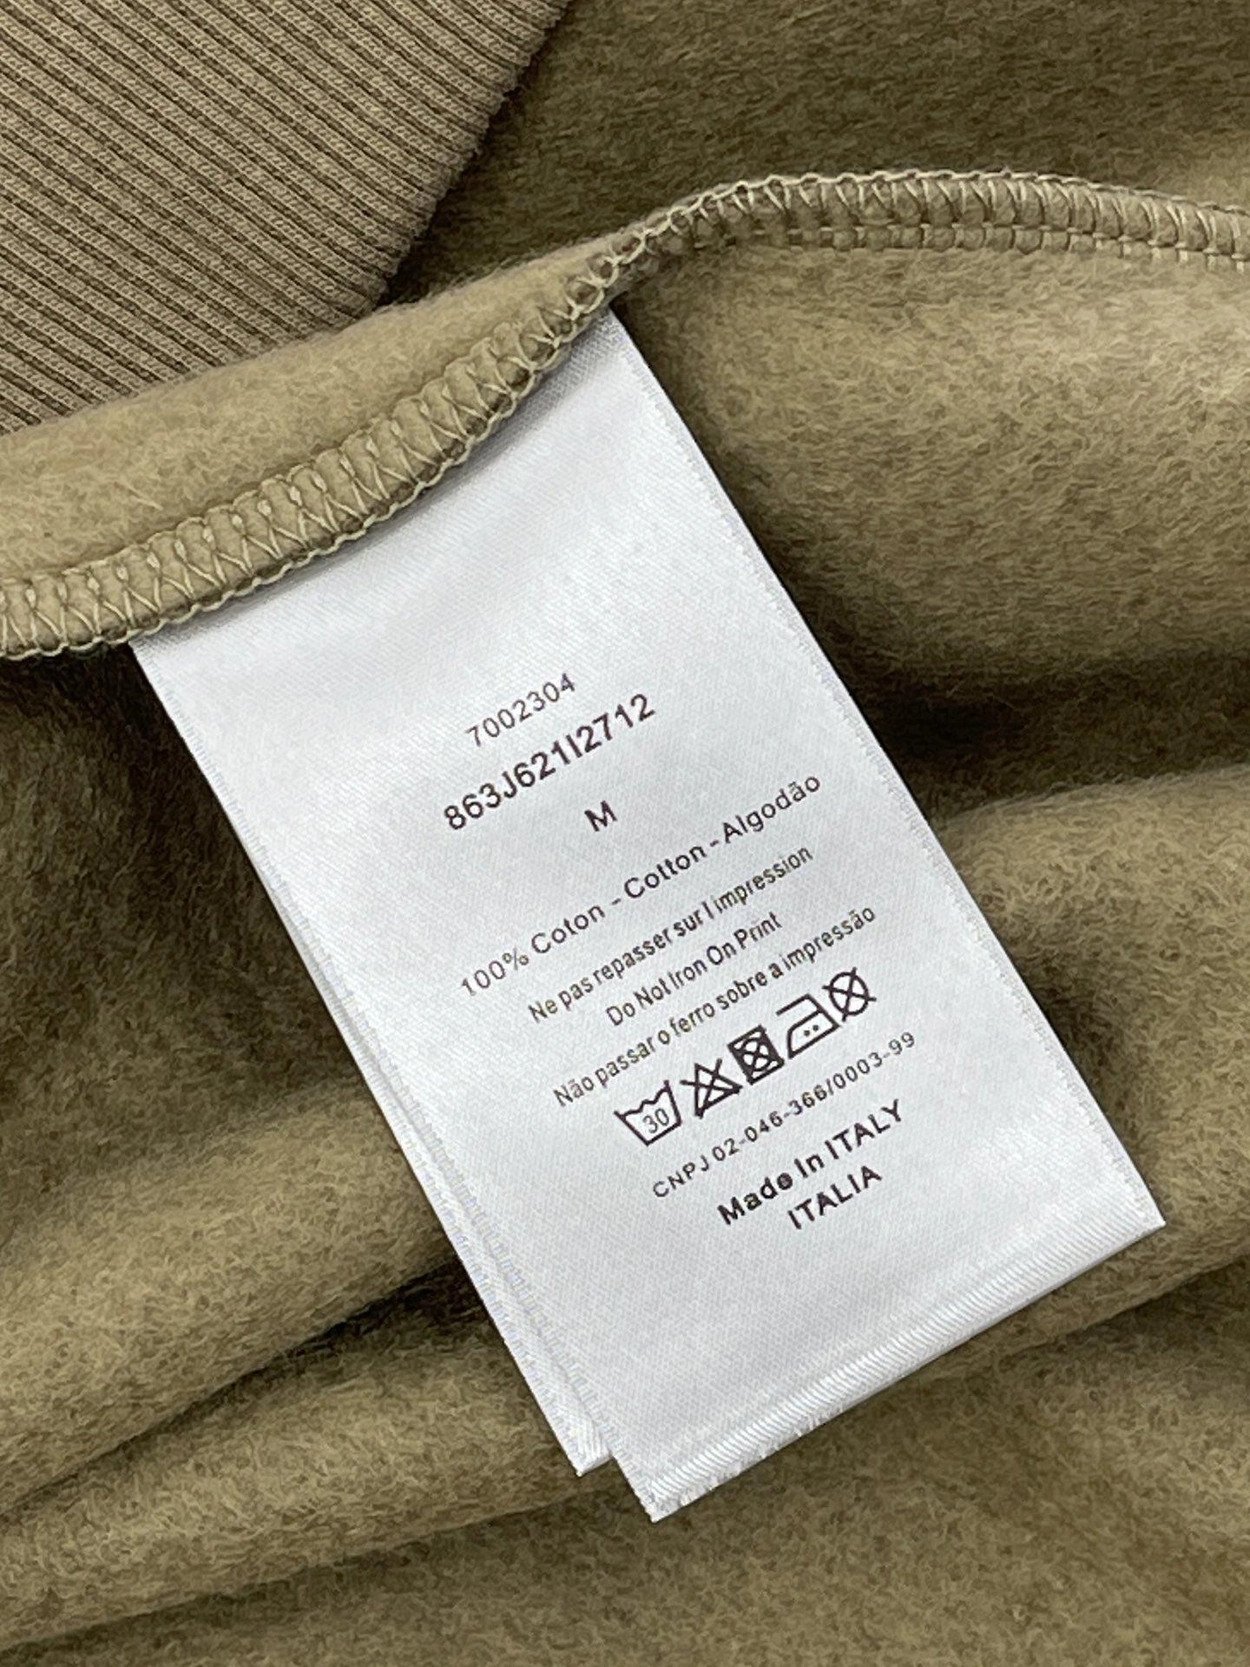 7002304
863J621I2712
M
100% Coton - Cotton - Algodão
Ne pas repasser sur l impression
Do Not Iron On Print
Não passar o ferro sobre a impressão
30
CNPJ 02-046-366/0003-99
Made In ITALY
ITALIA